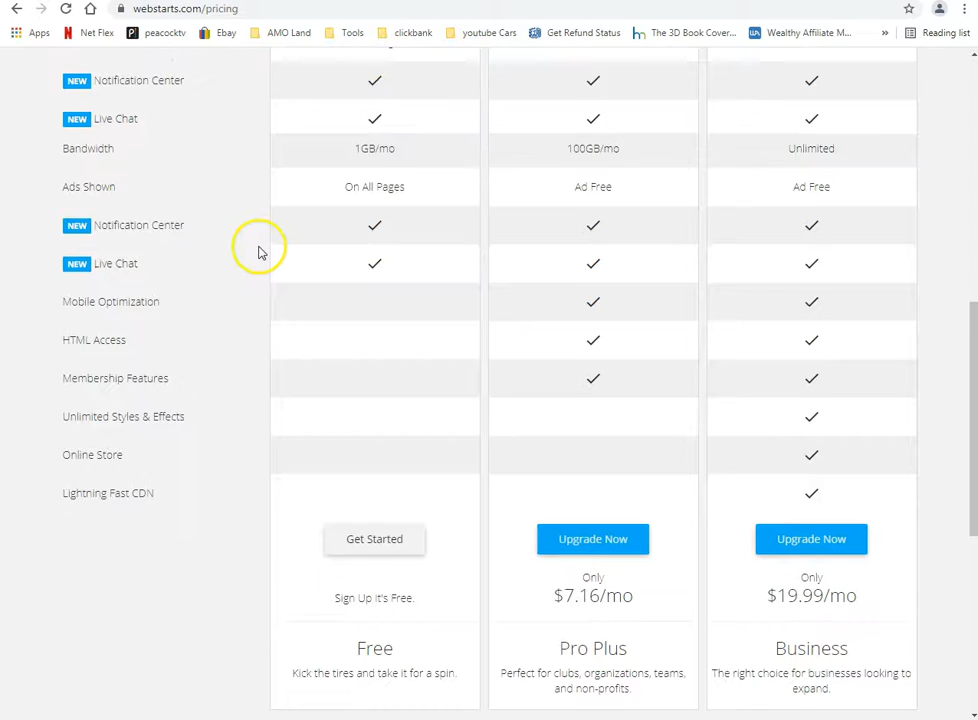 webstarts.com/pricing
Apps Net Flex peacocktv Ebay AMO Land Tools clickbank youtube Cars Get Refund Status The 3D Book Cover... Wealthy Affiliate M... » Reading list
NEW Notification Center
NEW Live Chat
Bandwidth 1GB/mo 100GB/mo Unlimited
Ads Shown On All Pages Ad Free Ad Free
NEW Notification Center
NEW Live Chat
Mobile Optimization
HTML Access
Membership Features
Unlimited Styles & Effects
Online Store
Lightning Fast CDN
Get Started Upgrade Now Upgrade Now
Only Only
Sign Up it's Free. $7.16/mo $19.99/mo
Free Pro Plus Business
Kick the tires and take it for a spin. Perfect for clubs, organizations, teams, The right choice for businesses looking to
and non-profits. expand.